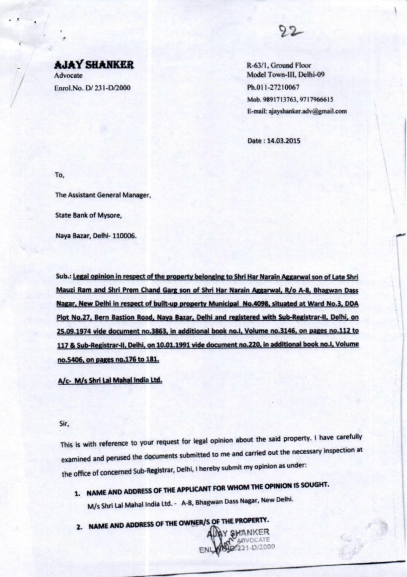 22
AJAY SHANKER
Advocate
Enrol.No. D/ 231-D/2000
R-63/1, Ground Floor
Model Town-III, Delhi-09
Ph.011-27210067
Mob. 9891713763, 9717966615
E-mail: ajayshanker.adv@gmail.com
Date : 14.03.2015
To,
The Assistant General Manager,
State Bank of Mysore,
Naya Bazar, Delhi- 110006.
Sub.: Legal opinion in respect of the property belonging to Shri Har Narain Aggarwal son of Late Shri
Mauzi Ram and Shri Prem Chand Garg son of Shri Har Narain Aggarwal, R/o A-8, Bhagwan Dass
Nagar, New Delhi in respect of built-up property Municipal No.4098, situated at Ward No.3, DDA
Plot No.27, Bern Bastion Road, Naya Bazar, Delhi and registered with Sub-Registrar-II, Delhi, on
25.09.1974 vide document no.3863, in additional book no.I, Volume no.3146, on pages no.112 to
117 & Sub-Registrar-II, Delhi, on 10.01.1991 vide document no.220, in additional book no.I, Volume
no.5406, on pages no.176 to 181.
A/c- M/s Shri Lal Mahal India Ltd.
Sir,
This is with reference to your request for legal opinion about the said property. I have carefully
examined and perused the documents submitted to me and carried out the necessary inspection at
the office of concerned Sub-Registrar, Delhi, I hereby submit my opinion as under:
1. NAME AND ADDRESS OF THE APPLICANT FOR WHOM THE OPINION IS SOUGHT.
M/s Shri Lal Mahal India Ltd. - A-8, Bhagwan Dass Nagar, New Delhi.
2. NAME AND ADDRESS OF THE OWNER/S OF THE PROPERTY.
AJAY SHANKER
ADVOCATE
231-D/2000